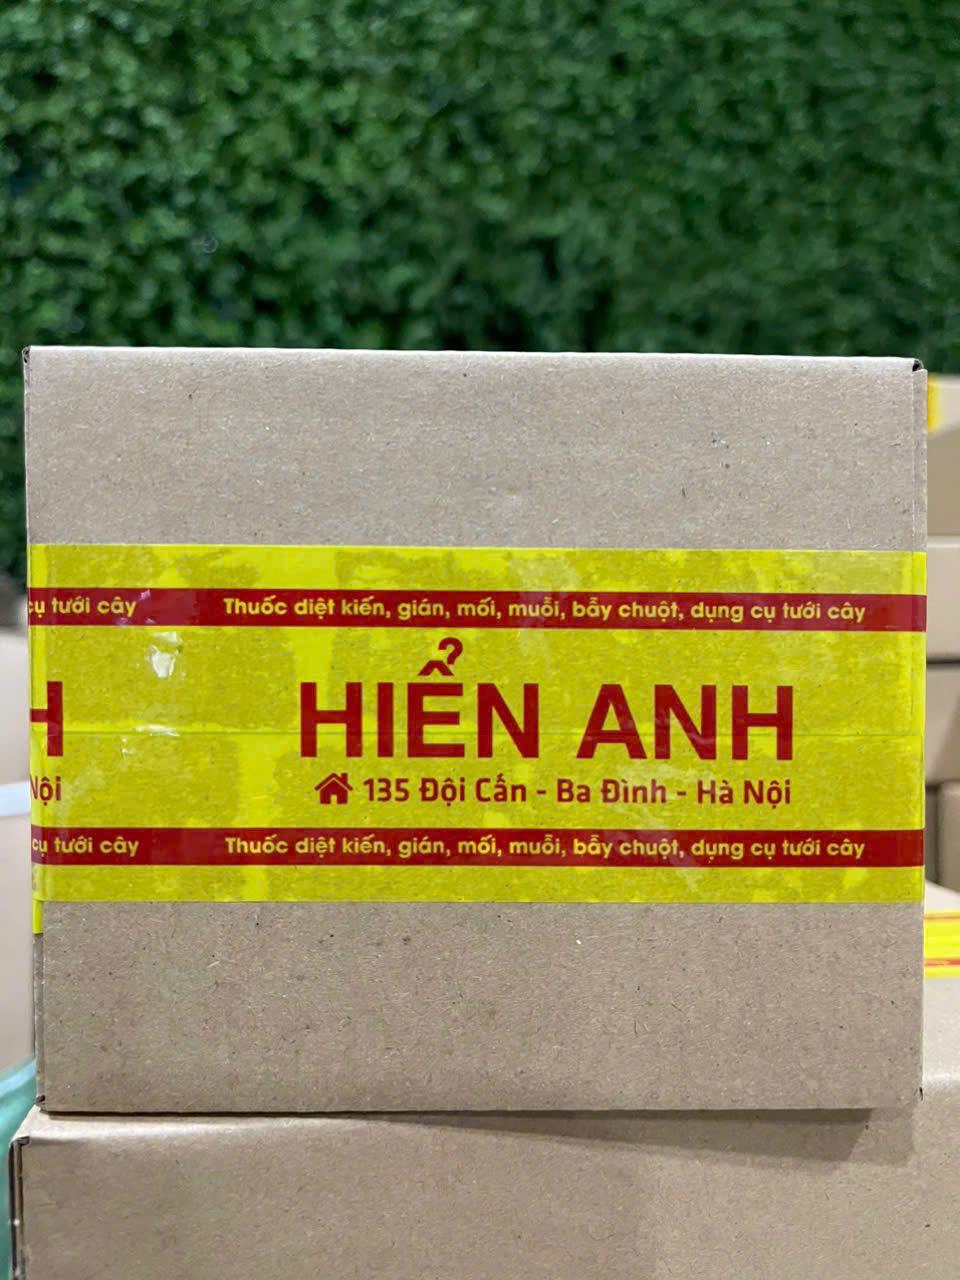 cụ tưới cây Thuốc diệt kiến, gián, mối, muỗi, bẫy chuột, dụng cụ tưới cây
H HIỂN ANH
Nội 135 Đội Cấn - Ba Đình - Hà Nội
cụ tưới cây Thuốc diệt kiến, gián, mối, muỗi, bẫy chuột, dụng cụ tưới cây